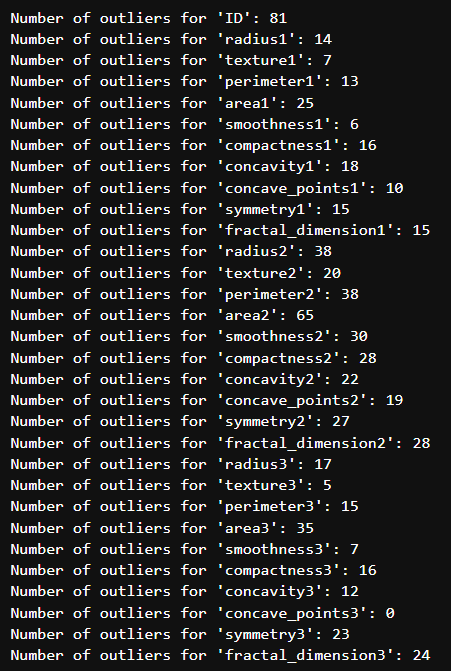 Number of outliers for 'ID': 81
Number of outliers for 'radius1': 14
Number of outliers for 'texture1': 7
Number of outliers for 'perimeter1': 13
Number of outliers for 'area1': 25
Number of outliers for 'smoothness1': 6
Number of outliers for 'compactness1': 16
Number of outliers for 'concavity1': 18
Number of outliers for 'concave_points1': 10
Number of outliers for 'symmetry1': 15
Number of outliers for 'fractal_dimension1': 15
Number of outliers for 'radius2': 38
Number of outliers for 'texture2': 20
Number of outliers for 'perimeter2': 38
Number of outliers for 'area2': 65
Number of outliers for 'smoothness2': 30
Number of outliers for 'compactness2': 28
Number of outliers for 'concavity2': 22
Number of outliers for 'concave_points2': 19
Number of outliers for 'symmetry2': 27
Number of outliers for 'fractal_dimension2': 28
Number of outliers for 'radius3': 17
Number of outliers for 'texture3': 5
Number of outliers for 'perimeter3': 15
Number of outliers for 'area3': 35
Number of outliers for 'smoothness3': 7
Number of outliers for 'compactness3': 16
Number of outliers for 'concavity3': 12
Number of outliers for 'concave_points3': 0
Number of outliers for 'symmetry3': 23
Number of outliers for 'fractal_dimension3': 24